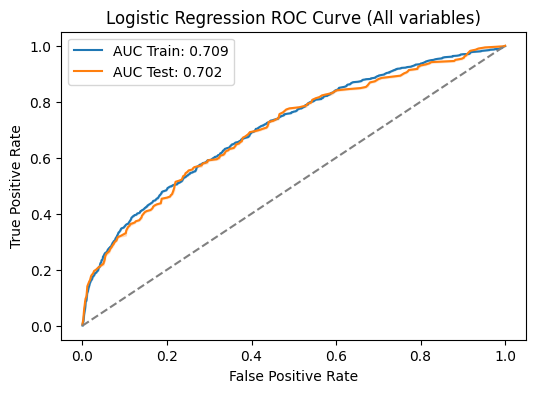 Logistic Regression ROC Curve (All variables)
AUC Train: 0.709
AUC Test: 0.702
True Positive Rate
1.0
0.8
0.6
0.4
0.2
0.0
0.0 0.2 0.4 0.6 0.8 1.0
False Positive Rate